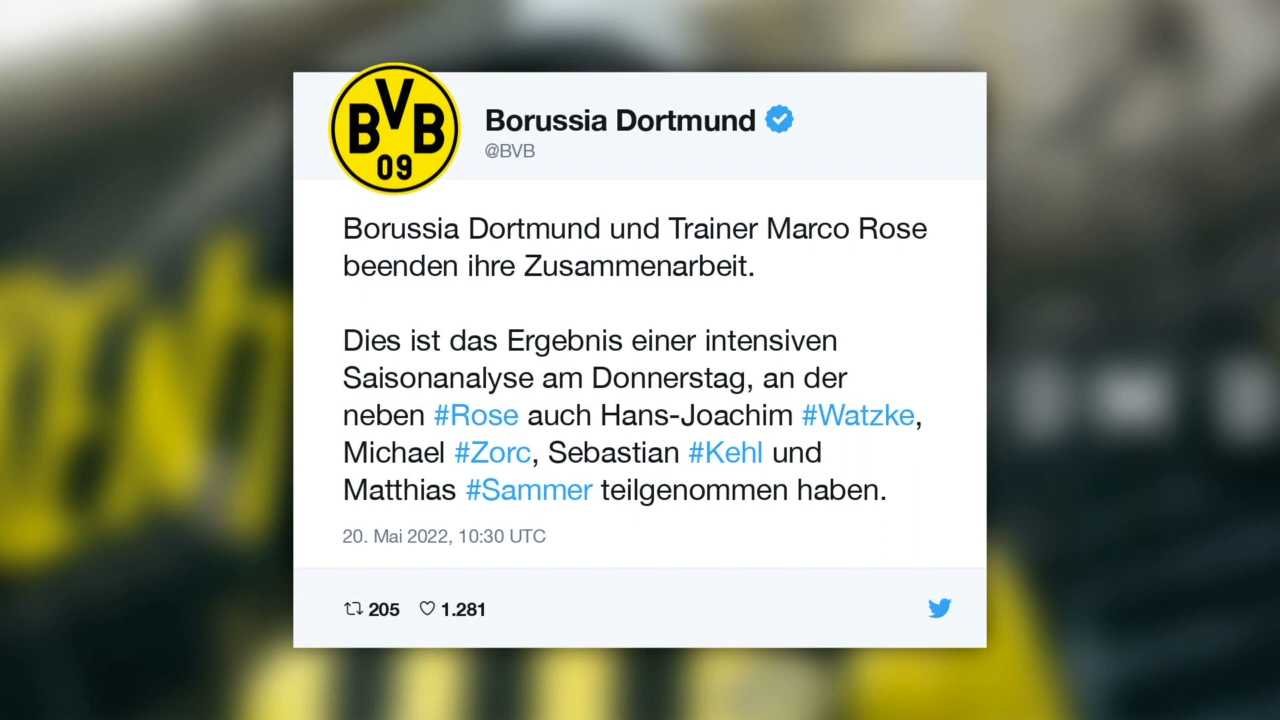 BVB
09
Borussia Dortmund
@BVB
Borussia Dortmund und Trainer Marco Rose
beenden ihre Zusammenarbeit.
Dies ist das Ergebnis einer intensiven
Saisonanalyse am Donnerstag, an der
neben #Rose auch Hans-Joachim #Watzke,
Michael #Zorc, Sebastian #Kehl und
Matthias #Sammer teilgenommen haben.
20. Mai 2022, 10:30 UTC
205 1.281